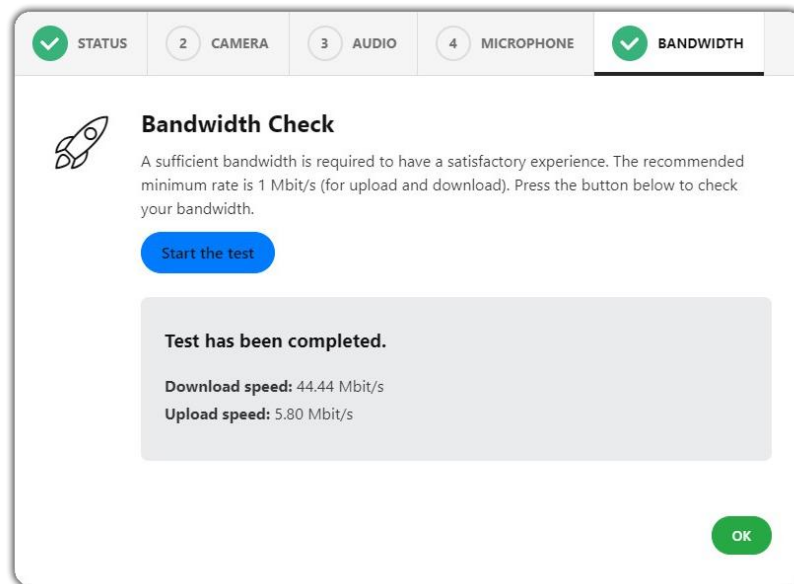 STATUS
2 CAMERA
3 AUDIO
4 MICROPHONE
BANDWIDTH
Bandwidth Check
A sufficient bandwidth is required to have a satisfactory experience. The recommended
minimum rate is 1 Mbit/s (for upload and download). Press the button below to check
your bandwidth.
Start the test
Test has been completed.
Download speed: 44.44 Mbit/s
Upload speed: 5.80 Mbit/s
OK